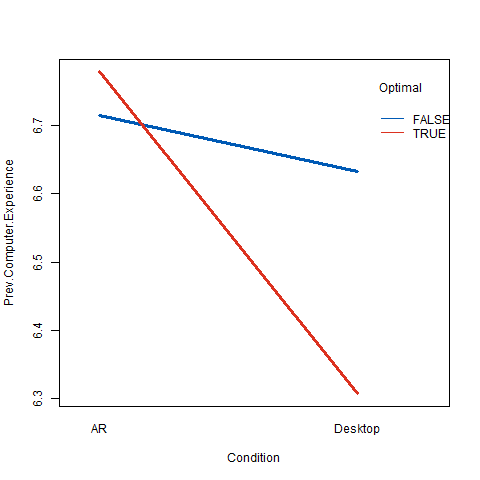 Optimal
FALSE
TRUE
Prev.Computer.Experience
6.7
6.6
6.5
6.4
6.3
AR
Desktop
Condition